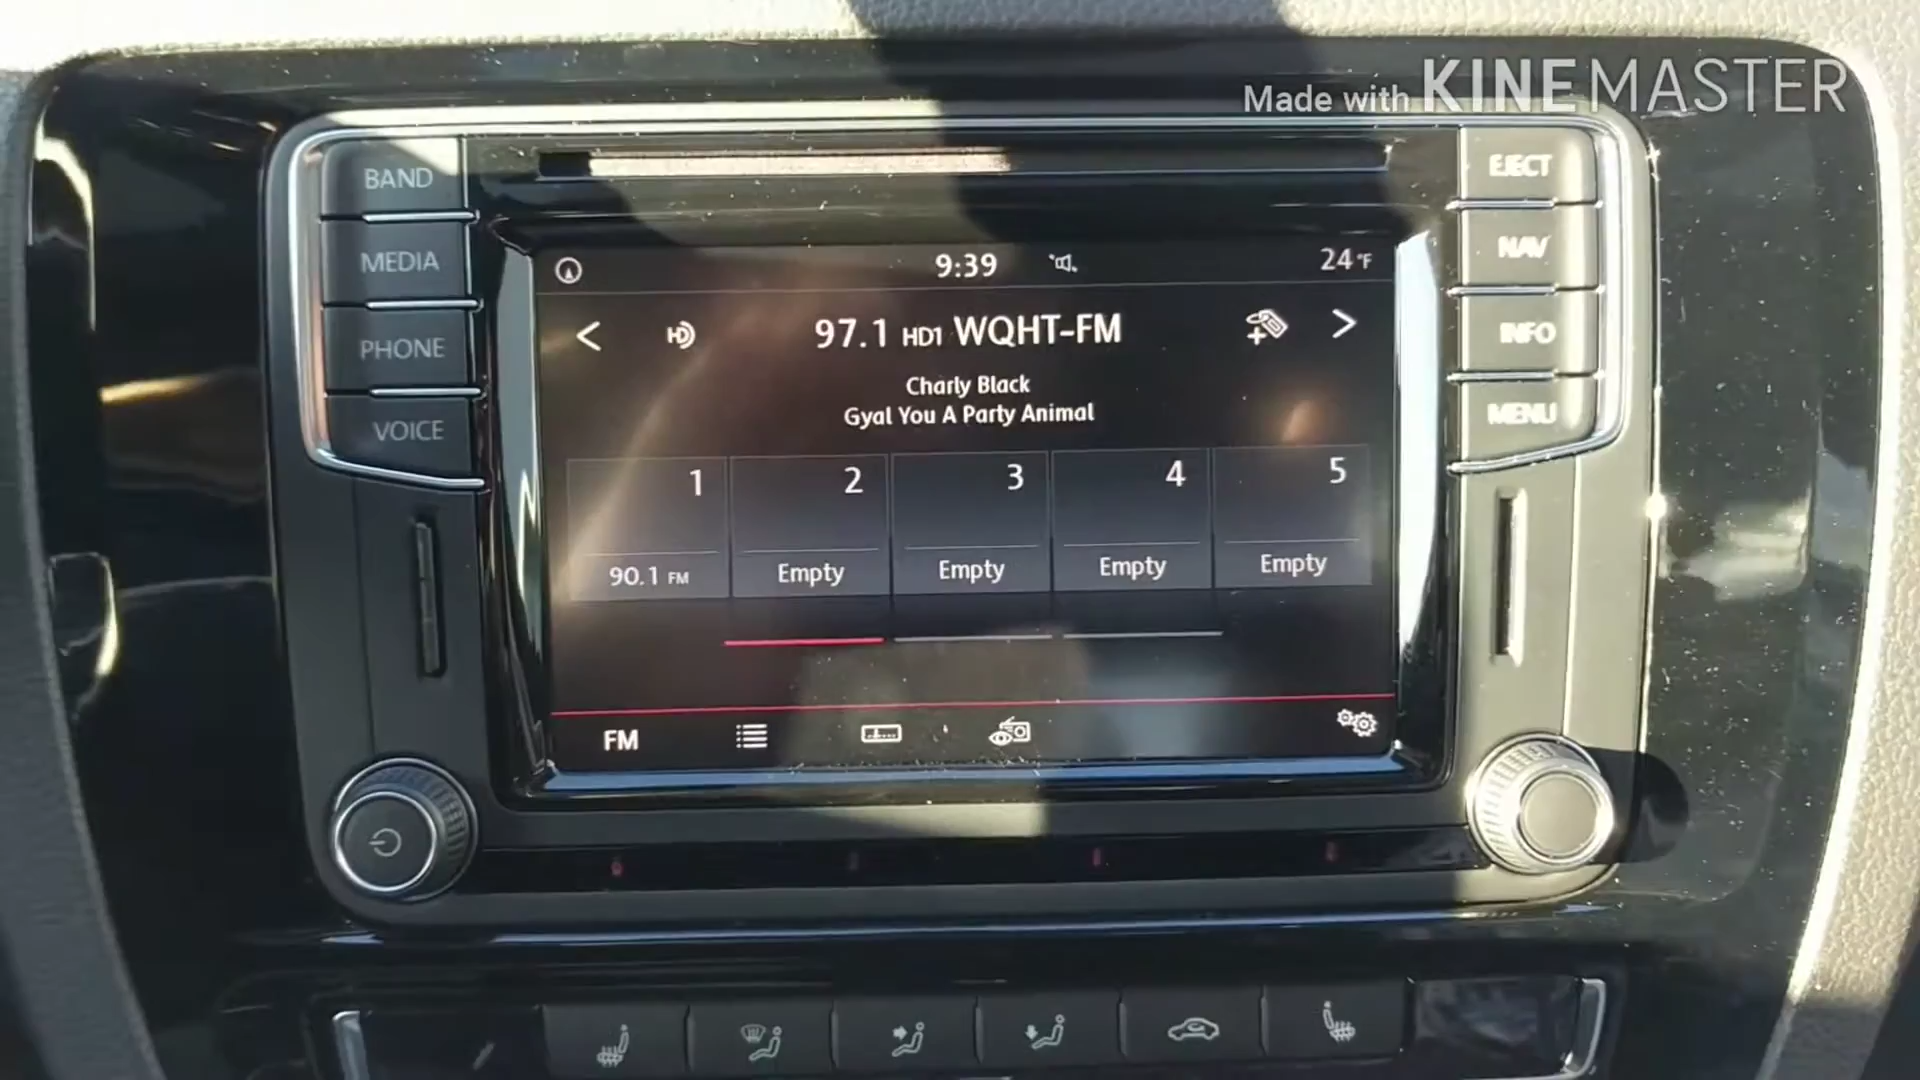 Made with KINEMASTER
BAND
MEDIA
PHONE
VOICE
EJECT
NAV
INFO
MENU
9:39
24°F
97.1 HD1 WQHT-FM
HD
Charly Black
Gyal You A Party Animal
1
2
3
4
5
90.1 FM
Empty
Empty
Empty
Empty
FM